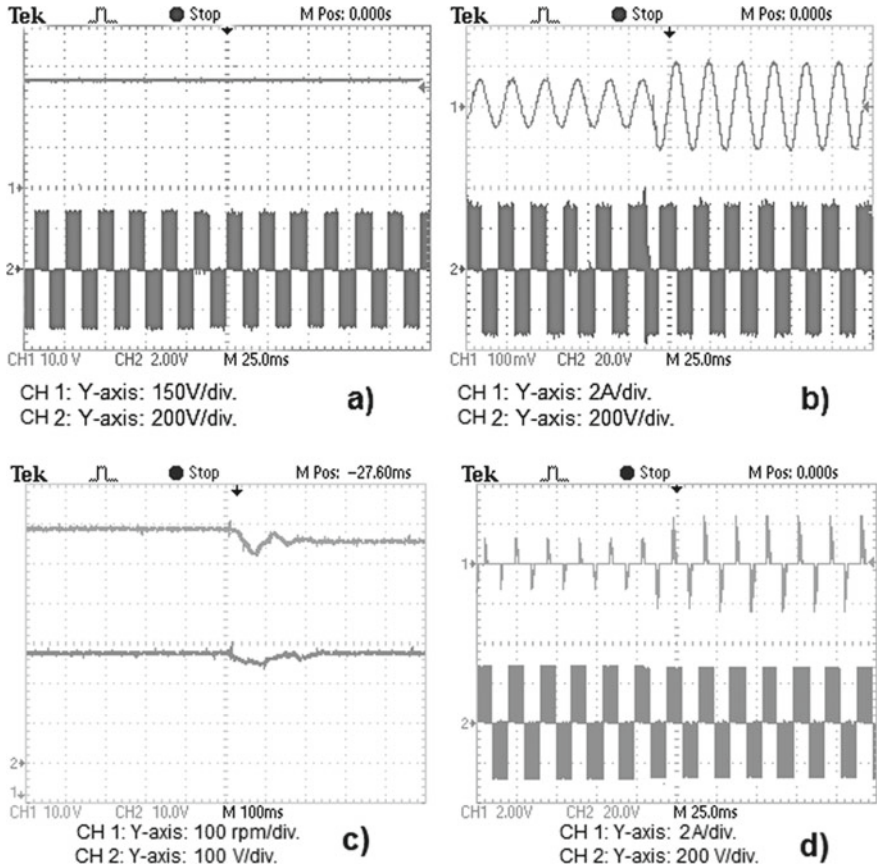 Tek Stop M Pos: 0.000s
1
2
CH1 10.0 V CH2 2.00V M 25.0ms
CH 1: Y-axis: 150V/div.
CH 2: Y-axis: 200V/div.
a)
Tek Stop M Pos: 0.000s
1
2
CH1 100mV CH2 20.0V M 25.0ms
CH 1: Y-axis: 2A/div.
CH 2: Y-axis: 200V/div.
b)
Tek Stop M Pos: -27.60ms
2
1
CH1 10.0V CH2 10.0V M 100ms
CH 1: Y-axis: 100 rpm/div.
CH 2: Y-axis: 100 V/div.
c)
Tek Stop M Pos: 0.000s
1
2
CH1 2.00V CH2 20.0V M 25.0ms
CH 1: Y-axis: 2A/div.
CH 2: Y-axis: 200 V/div.
d)